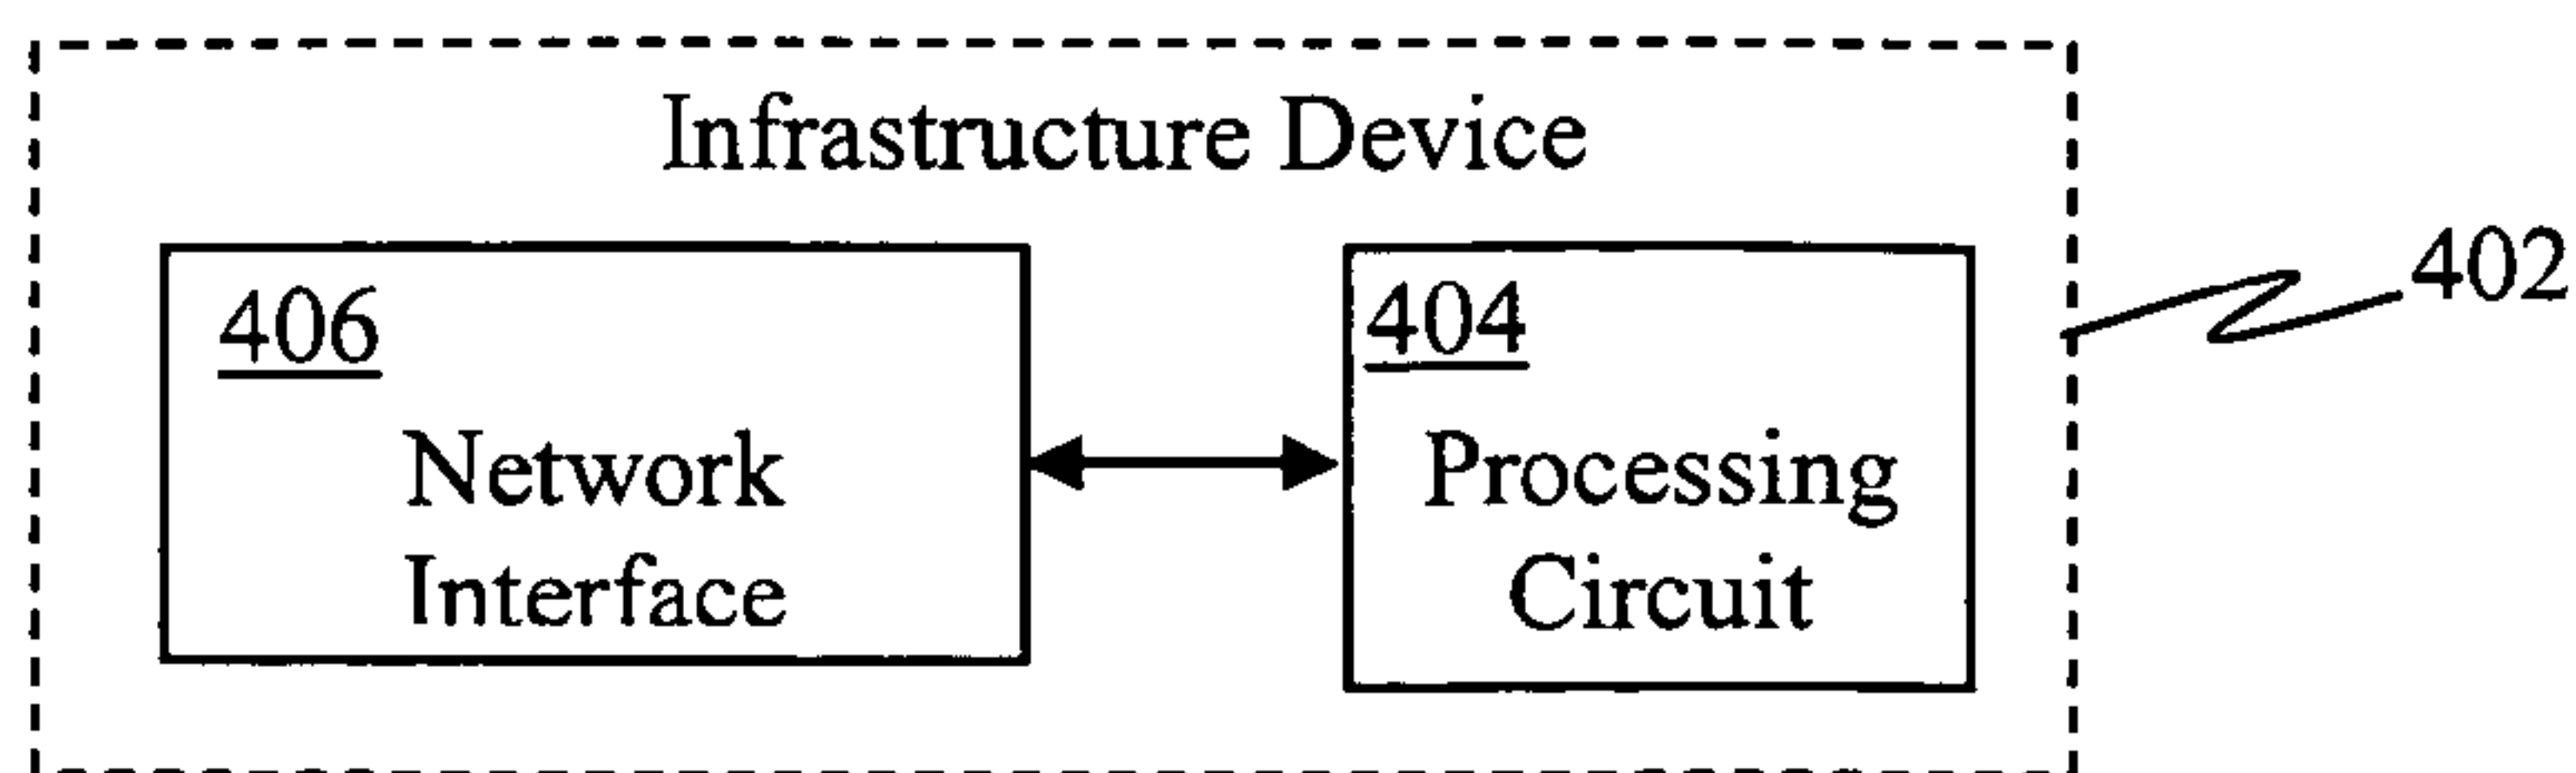 Infrastructure Device
402
406
Network
Interface
404
Processing
Circuit